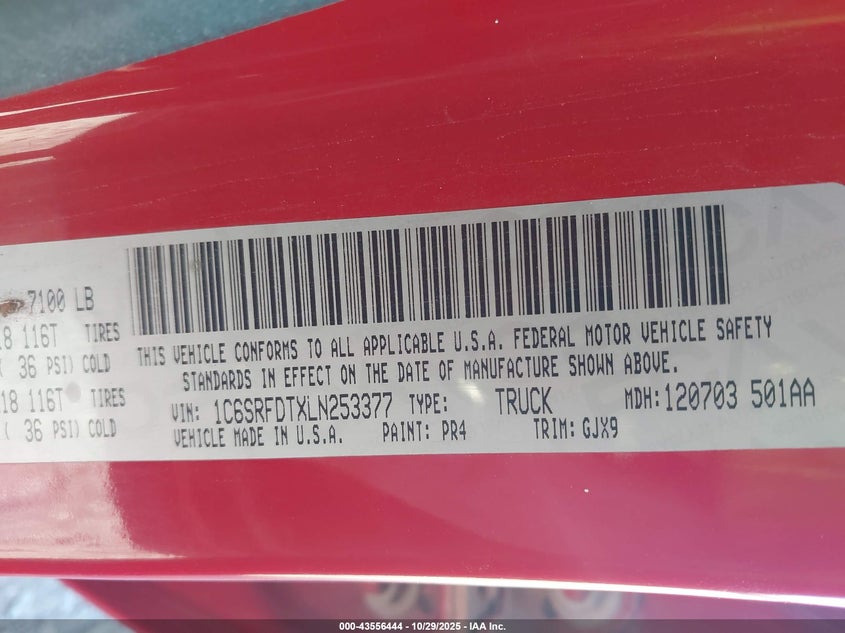 7100 LB
18 116T TIRES
( 36 PSI) COLD
18 116T TIRES
( 36 PSI) COLD
THIS VEHICLE CONFORMS TO ALL APPLICABLE U.S.A. FEDERAL MOTOR VEHICLE SAFETY
STANDARDS IN EFFECT ON THE DATE OF MANUFACTURE SHOWN ABOVE.
VIN: 1C6SRFDTXLN253377 TYPE: TRUCK MDH: 120703 501AA
VEHICLE MADE IN U.S.A. PAINT: PR4 TRIM: GJX9
000-43556444 | 10/29/2025 - IAA Inc.